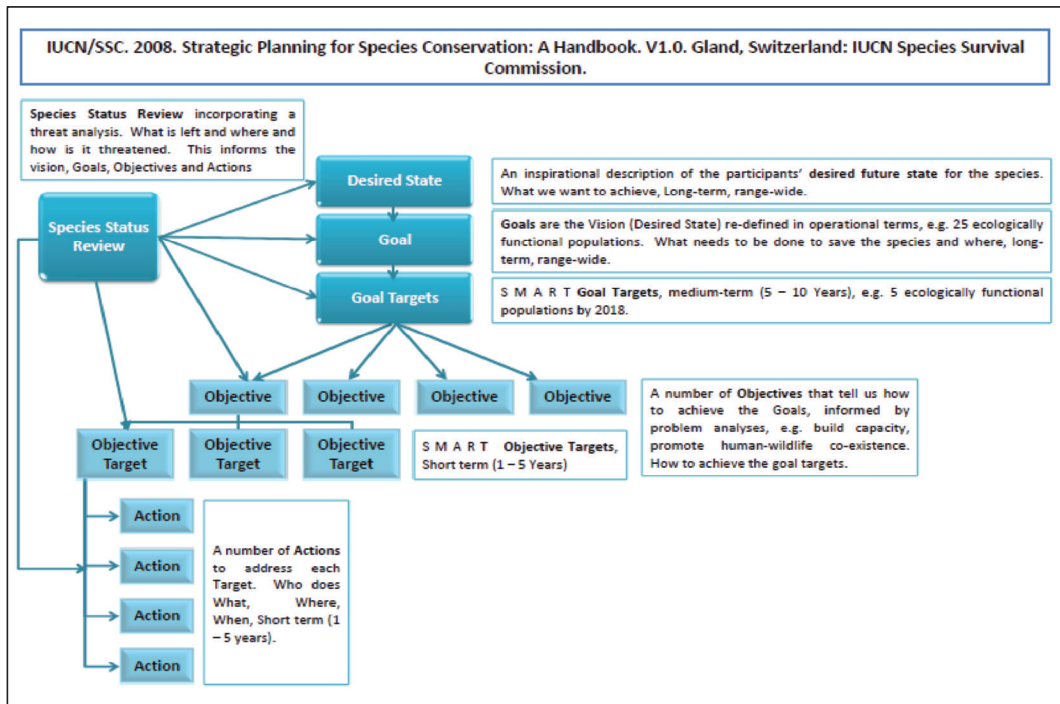 IUCN/SSC. 2008. Strategic Planning for Species Conservation: A Handbook. V1.0. Gland, Switzerland: IUCN Species Survival
Commission.
Species Status Review incorporating a
threat analysis. What is left and where and
how is it threatened. This informs the
vision, Goals, Objectives and Actions
Desired State
An inspirational description of the participants' desired future state for the species.
What we want to achieve, Long-term, range-wide.
Species Status
Review
Goal
Goals are the Vision (Desired State) re-defined in operational terms, e.g. 25 ecologically
functional populations. What needs to be done to save the species and where, long-
term, range-wide.
Goal Targets
S M A R T Goal Targets, medium-term (5 – 10 Years), e.g. 5 ecologically functional
populations by 2018.
Objective
Objective
Objective
Objective
A number of Objectives that tell us how
to achieve the Goals, informed by
problem analyses, e.g. build capacity,
promote human-wildlife co-existence.
How to achieve the goal targets.
Objective
Target
Objective
Target
Objective
Target
S M A R T Objective Targets,
Short term (1 – 5 Years)
Action
Action
Action
Action
A number of Actions
to address each
Target. Who does
What, Where,
When, Short term (1
– 5 years).